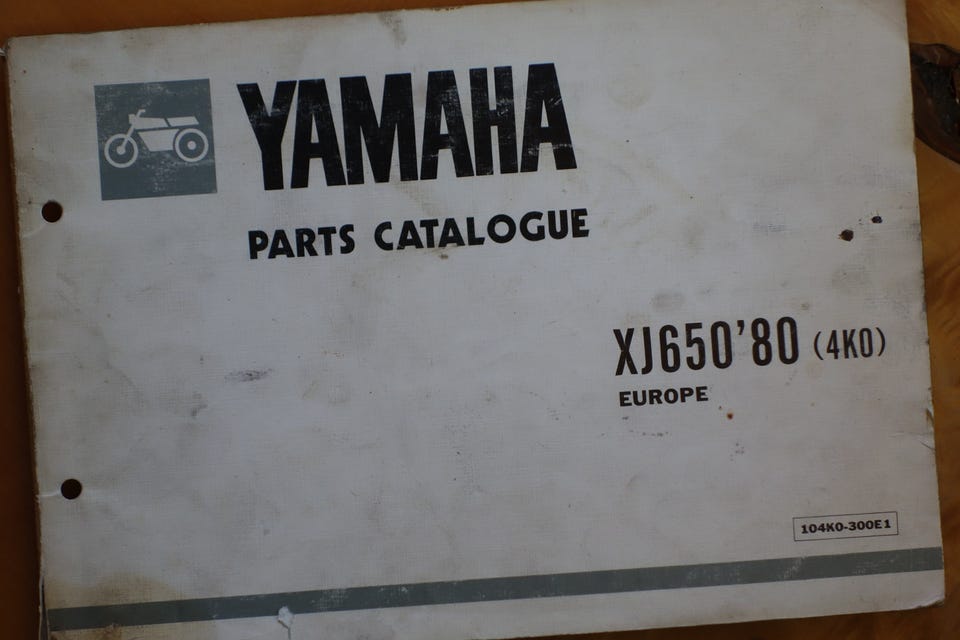 YAMAHA
PARTS CATALOGUE
XJ650'80 (4K0)
EUROPE
104K0-300E1